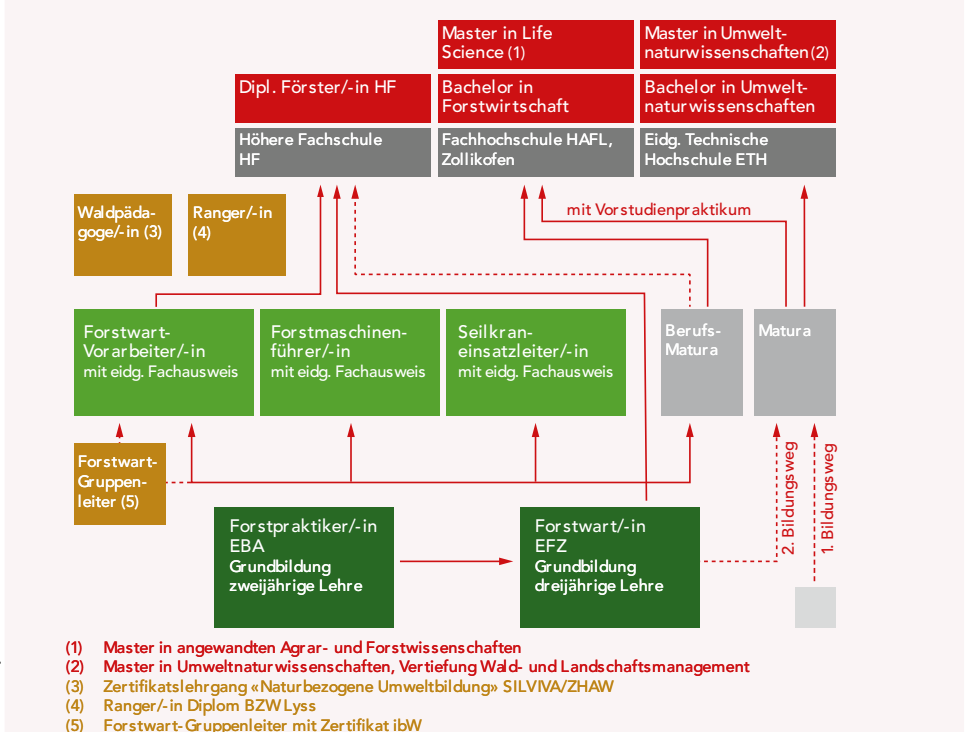 Master in Life
Science (1)
Master in Umwelt-
naturwissenschaften (2)
Dipl. Förster/-in HF
Bachelor in
Forstwirtschaft
Bachelor in Umwelt-
naturwissenschaften
Höhere Fachschule
HF
Fachhochschule HAFL,
Zollikofen
Eidg. Technische
Hochschule ETH
Waldpäda-
goge/-in (3)
Ranger/-in
(4)
mit Vorstudienpraktikum
Forstwart-
Vorarbeiter/-in
mit eidg. Fachausweis
Forstmaschinen-
führer/-in
mit eidg. Fachausweis
Seilkran-
einsatzleiter/-in
mit eidg. Fachausweis
Berufs-
Matura
Matura
Forstwart-
Gruppen-
leiter (5)
2. Bildungsweg
1. Bildungsweg
Forstpraktiker/-in
EBA
Grundbildung
zweijährige Lehre
Forstwart/-in
EFZ
Grundbildung
dreijährige Lehre
(1) Master in angewandten Agrar- und Forstwissenschaften
(2) Master in Umweltnaturwissenschaften, Vertiefung Wald- und Landschaftsmanagement
(3) Zertifikatslehrgang «Naturbezogene Umweltbildung» SILVIVA/ZHAW
(4) Ranger/-in Diplom BZW Lyss
(5) Forstwart-Gruppenleiter mit Zertifikat ibW